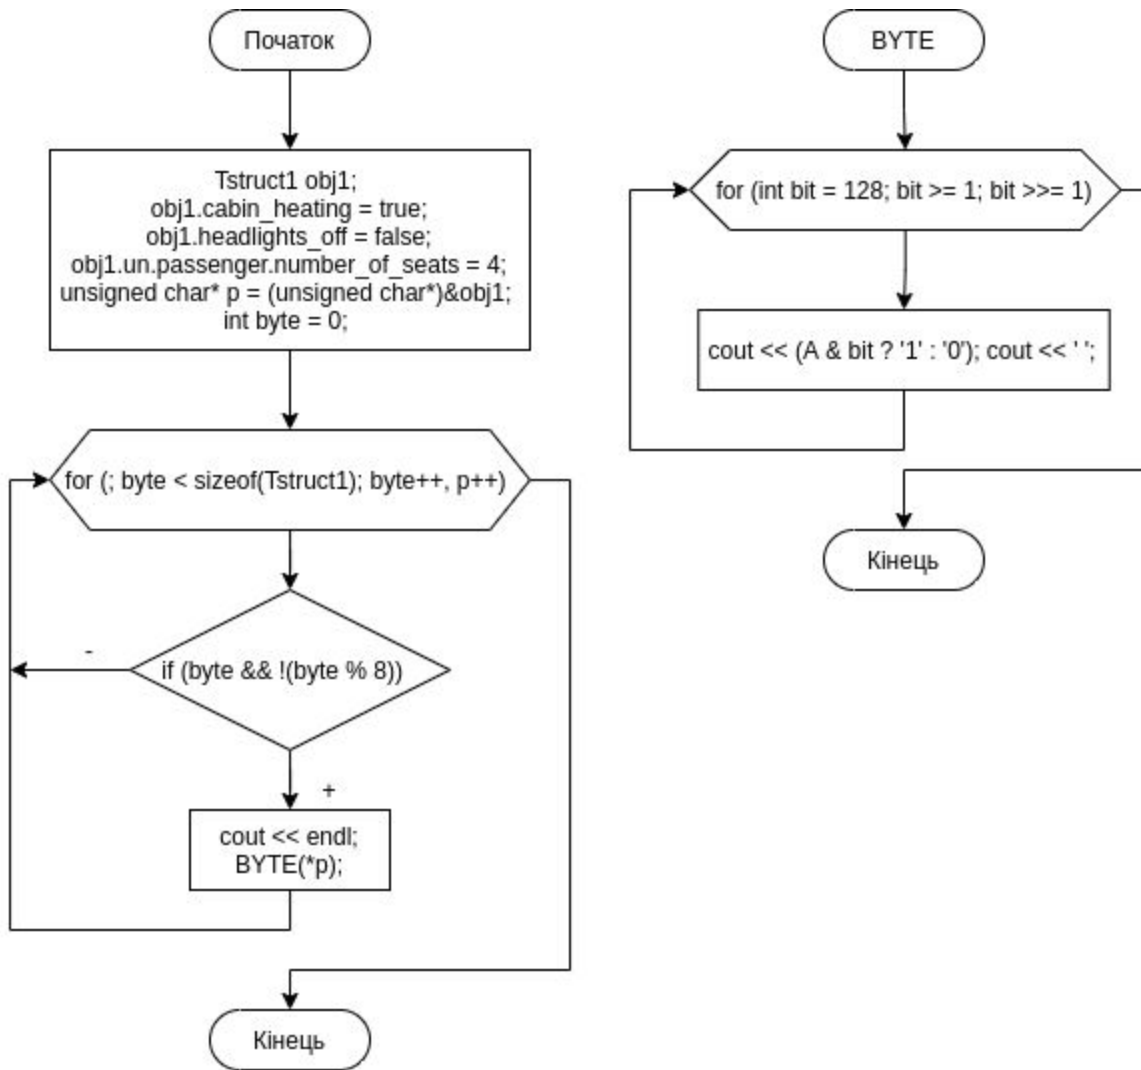 Початок
Tstruct1 obj1;
obj1.cabin_heating = true;
obj1.headlights_off = false;
obj1.un.passenger.number_of_seats = 4;
unsigned char* p = (unsigned char*)&obj1;
int byte = 0;
for (; byte < sizeof(Tstruct1); byte++, p++)
-
if (byte && !(byte % 8))
+
cout << endl;
BYTE(*p);
Кінець
BYTE
for (int bit = 128; bit >= 1; bit >>= 1)
cout << (A & bit ? '1' : '0'); cout << ' ';
Кінець